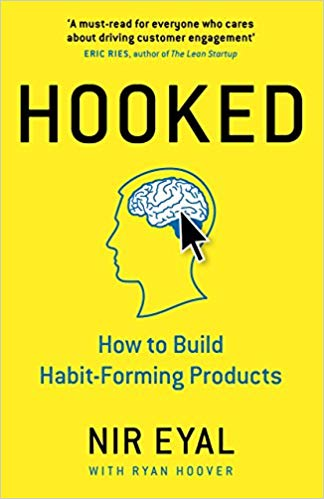 ‘A must-read for everyone who cares
about driving customer engagement’
ERIC RIES, author of The Lean Startup
HOOKED
How to Build
Habit-Forming Products
NIR EYAL
WITH RYAN HOOVER